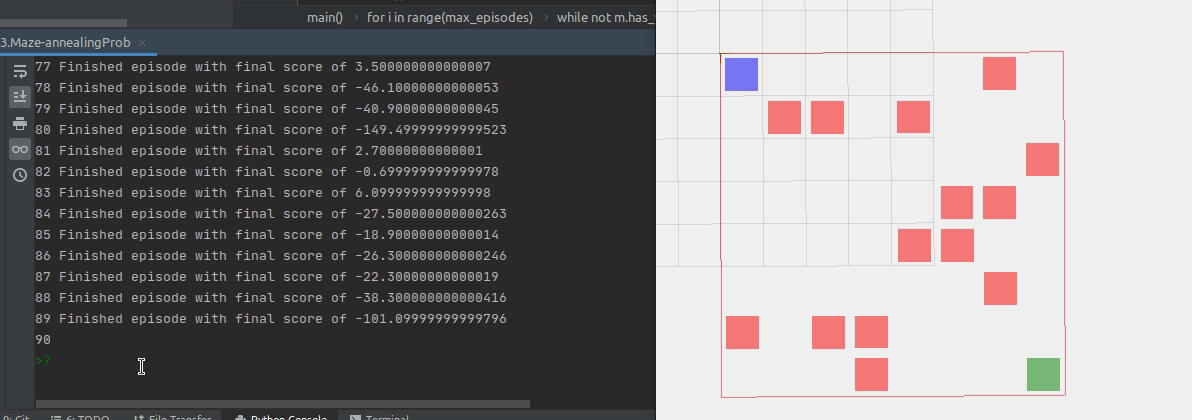 main() > for i in range(max_episodes) > while not m.has_
3.Maze-annealingProb ×
77 Finished episode with final score of 3.500000000000007
78 Finished episode with final score of -46.10000000000053
79 Finished episode with final score of -40.90000000000045
80 Finished episode with final score of -149.49999999999523
81 Finished episode with final score of 2.70000000000001
82 Finished episode with final score of -0.699999999999978
83 Finished episode with final score of 6.099999999999998
84 Finished episode with final score of -27.500000000000263
85 Finished episode with final score of -18.90000000000014
86 Finished episode with final score of -26.300000000000246
87 Finished episode with final score of -22.30000000000019
88 Finished episode with final score of -38.300000000000416
89 Finished episode with final score of -101.09999999999796
90
>?
9: Git 6: TODO File Transfer Python Console Terminal